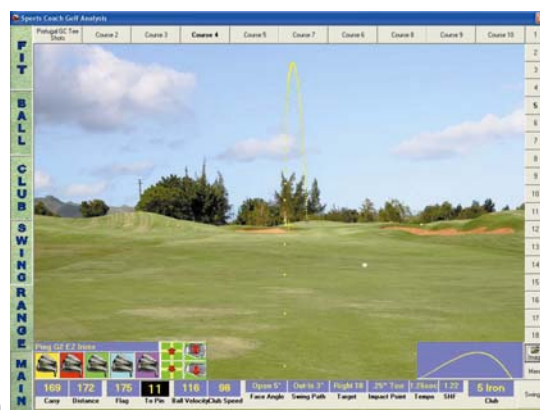 Sports Coach Golf Analysis
Portugal GC Tee Shots
Course 2
Course 3
Course 4
Course 5
Course 7
Course 6
Course 8
Course 9
Course 10
1
2
3
4
5
6
7
8
9
10
11
12
13
14
15
16
17
18
FIT
BALL
CLUB
SWING
RANGE
MAIN
Ping G2 EZ Irons
169
172
175
11
116
98
Open 5°
Out-In 3°
Right T8
.25" Toe
1.22
5 Iron
Carry
Distance
Flag
To Pin
Ball Velocity
Club Speed
Face Angle
Swing Path
Target
Impact Point
Tempo
SHF
Club
Swing